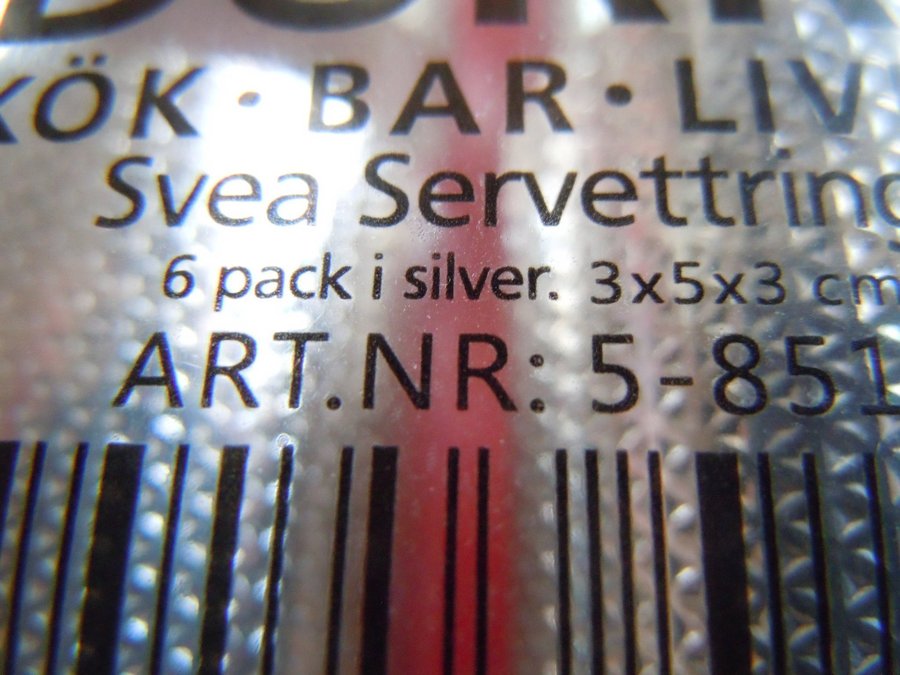 KÖK · BAR · LIV
Svea Servettring
6 pack i silver. 3x5x3 cm
ART.NR: 5-851